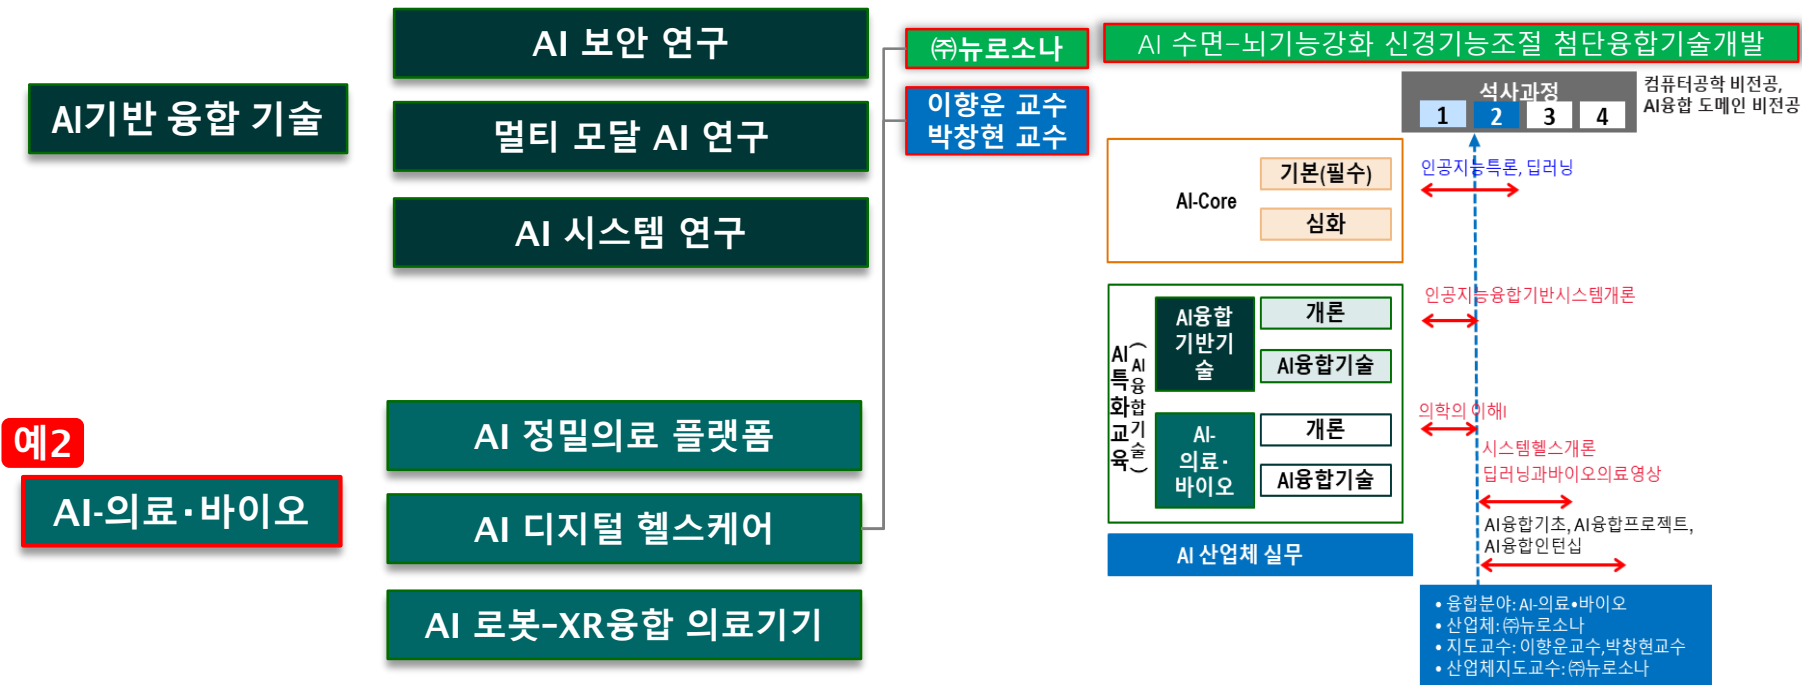 AI기반 융합 기술
AI 보안 연구
멀티 모달 AI 연구
AI 시스템 연구
예2
AI-의료·바이오
AI 정밀의료 플랫폼
AI 디지털 헬스케어
AI 로봇-XR융합 의료기기
㈜뉴로소나
이향운 교수
박창현 교수
AI 수면-뇌기능강화 신경기능조절 첨단융합기술개발
석사과정
1 2 3 4
컴퓨터공학 비전공,
AI융합 도메인 비전공
AI-Core
기본(필수)
심화
인공지능특론, 딥러닝
AI 특화교육
(AI융합기술)
AI융합
기반기
술
개론
AI융합기술
인공지능융합기반시스템개론
AI-
의료·
바이오
개론
AI융합기술
의학의 이해I
시스템헬스개론
딥러닝과바이오의료영상
AI 산업체 실무
AI융합기초, AI융합프로젝트,
AI융합인턴십
• 융합분야: AI-의료•바이오
• 산업체: ㈜뉴로소나
• 지도교수: 이향운교수,박창현교수
• 산업체지도교수: ㈜뉴로소나